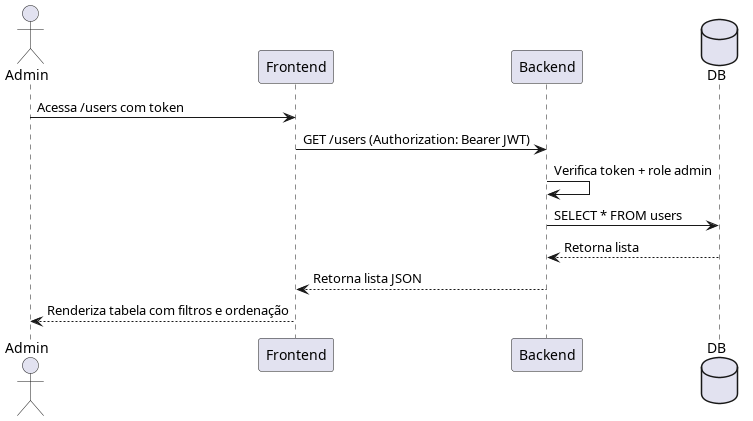 Admin
Frontend
Backend
DB
Acessa /users com token
GET /users (Authorization: Bearer JWT)
Verifica token + role admin
SELECT * FROM users
Retorna lista
Retorna lista JSON
Renderiza tabela com filtros e ordenação
Admin
Frontend
Backend
DB